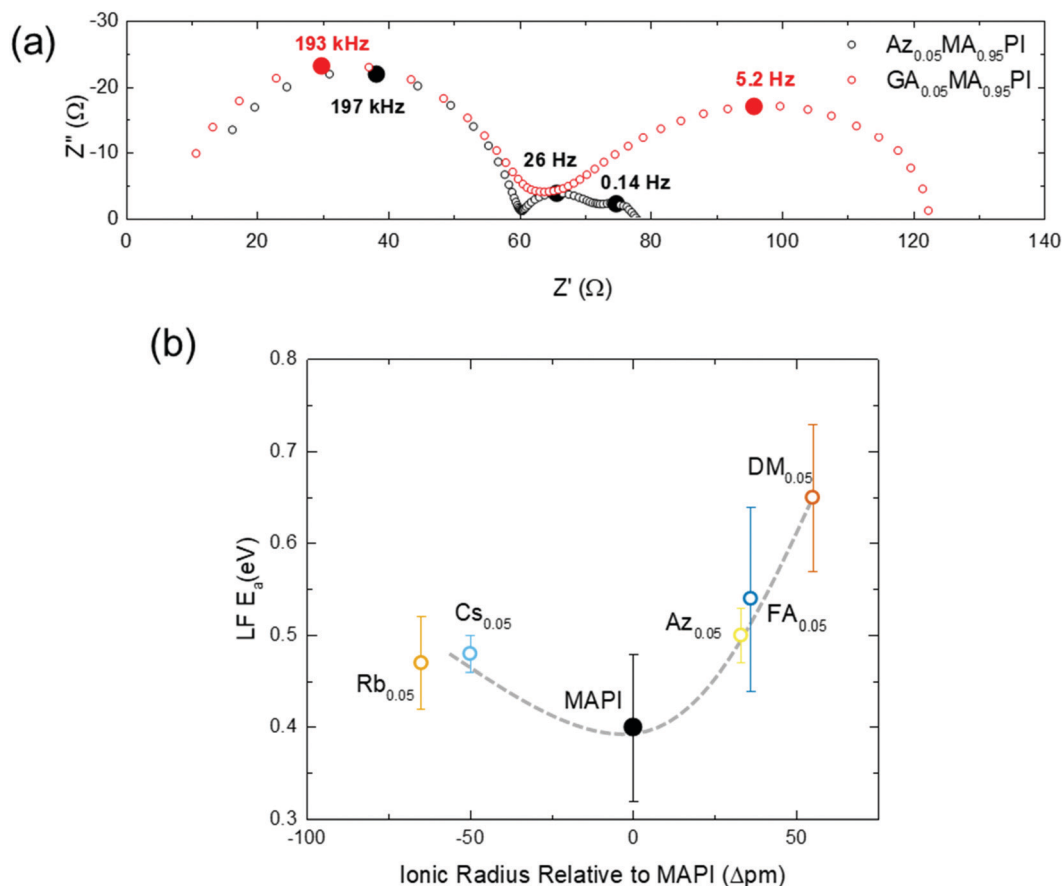 (a)
-30
-20
-10
0
Z" (Ω)
193 kHz
197 kHz
26 Hz
0.14 Hz
5.2 Hz
Az0.05MA0.95PI
GA0.05MA0.95PI
0 20 40 60 80 100 120 140
Z' (Ω)
(b)
0.8
0.7
0.6
0.5
0.4
0.3
LF Ea(eV)
DM0.05
Cs0.05
Az0.05
FA0.05
Rb0.05
MAPI
-100 -50 0 50
Ionic Radius Relative to MAPI (Δpm)